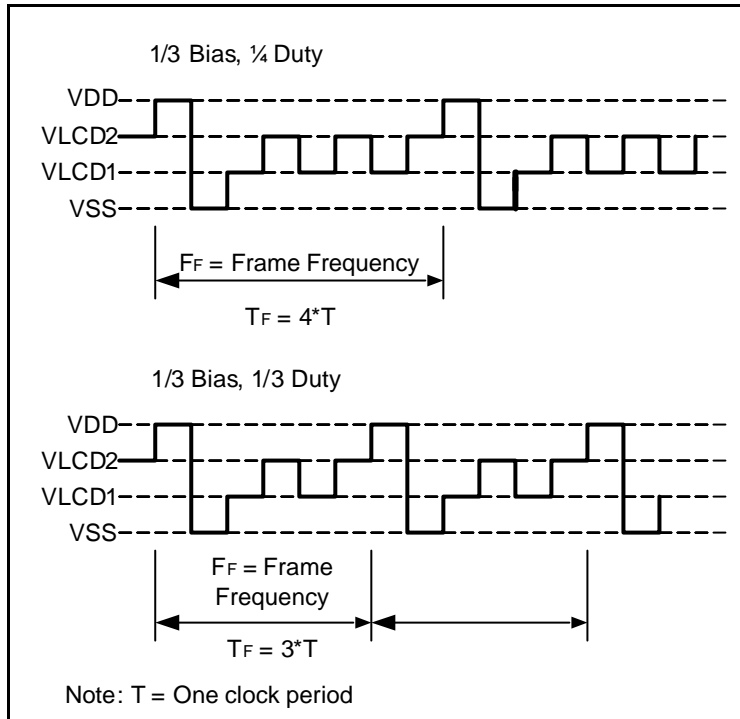 1/3 Bias, ¼ Duty
VDD
VLCD2
VLCD1
VSS
FF = Frame Frequency
TF = 4*T
1/3 Bias, 1/3 Duty
VDD
VLCD2
VLCD1
VSS
FF = Frame
Frequency
TF = 3*T
Note: T = One clock period